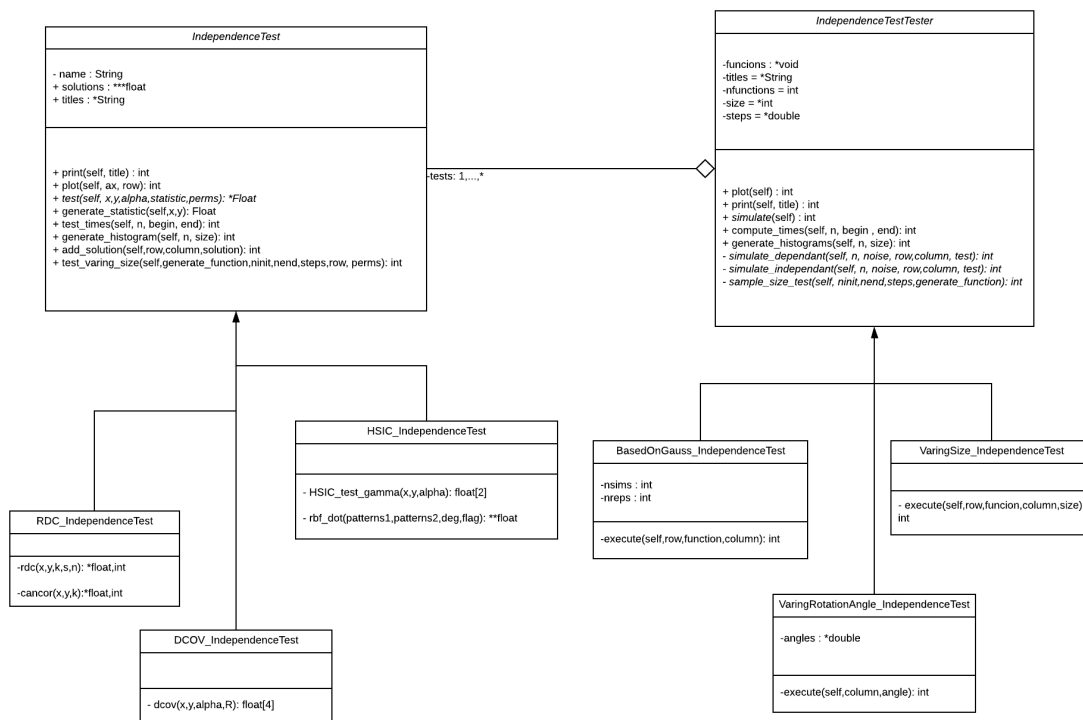 IndependenceTest
- name : String
+ solutions : ***float
+ titles : *String
+ print(self, title) : int
+ plot(self, ax, row): int
+ test(self, x,y,alpha,statistic,perms): *Float
+ generate_statistic(self,x,y): Float
+ test_times(self, n, begin, end): int
+ generate_histogram(self, n, size): int
+ add_solution(self,row,column,solution): int
+ test_varing_size(self,generate_function,ninit,nend,steps,row, perms): int
-tests: 1,...,*
IndependenceTestTester
-funcions : *void
-titles = *String
-nfunctions = int
-size = *int
-steps = *double
+ plot(self) : int
+ print(self, title) : int
+ simulate(self) : int
+ compute_times(self, n, begin , end): int
+ generate_histograms(self, n, size): int
- simulate_dependant(self, n, noise, row,column, test): int
- simulate_independant(self, n, noise, row,column, test): int
- sample_size_test(self, ninit,nend,steps,generate_function): int
RDC_IndependenceTest
-rdc(x,y,k,s,n): *float,int
-cancor(x,y,k):*float,int
DCOV_IndependenceTest
- dcov(x,y,alpha,R): float[4]
HSIC_IndependenceTest
- HSIC_test_gamma(x,y,alpha): float[2]
- rbf_dot(patterns1,patterns2,deg,flag): **float
BasedOnGauss_IndependenceTest
-nsims : int
-nreps : int
-execute(self,row,function,column): int
VaringRotationAngle_IndependenceTest
-angles : *double
-execute(self,column,angle): int
VaringSize_IndependenceTest
- execute(self,row,funcion,column,size)
int